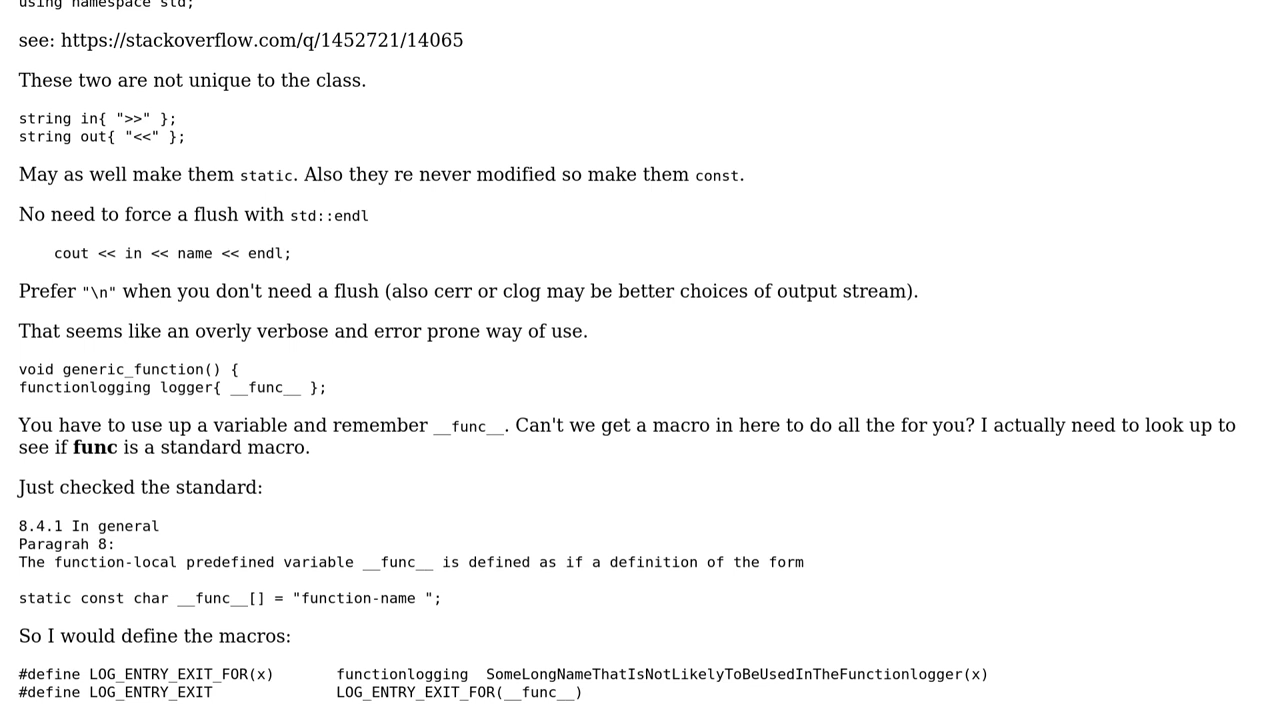 using namespace std;
see: https://stackoverflow.com/q/1452721/14065
These two are not unique to the class.
string in{ ">>" };
string out{ "<<" };
May as well make them static. Also they re never modified so make them const.
No need to force a flush with std::endl
    cout << in << name << endl;
Prefer "\n" when you don't need a flush (also cerr or clog may be better choices of output stream).
That seems like an overly verbose and error prone way of use.
void generic_function() {
functionlogging logger{ __func__ };
You have to use up a variable and remember __func__. Can't we get a macro in here to do all the for you? I actually need to look up to
see if func is a standard macro.
Just checked the standard:
8.4.1 In general
Paragrah 8:
The function-local predefined variable __func__ is defined as if a definition of the form
static const char __func__[] = "function-name ";
So I would define the macros:
#define LOG_ENTRY_EXIT_FOR(x)       functionlogging  SomeLongNameThatIsNotLikelyToBeUsedInTheFunctionlogger(x)
#define LOG_ENTRY_EXIT              LOG_ENTRY_EXIT_FOR(__func__)